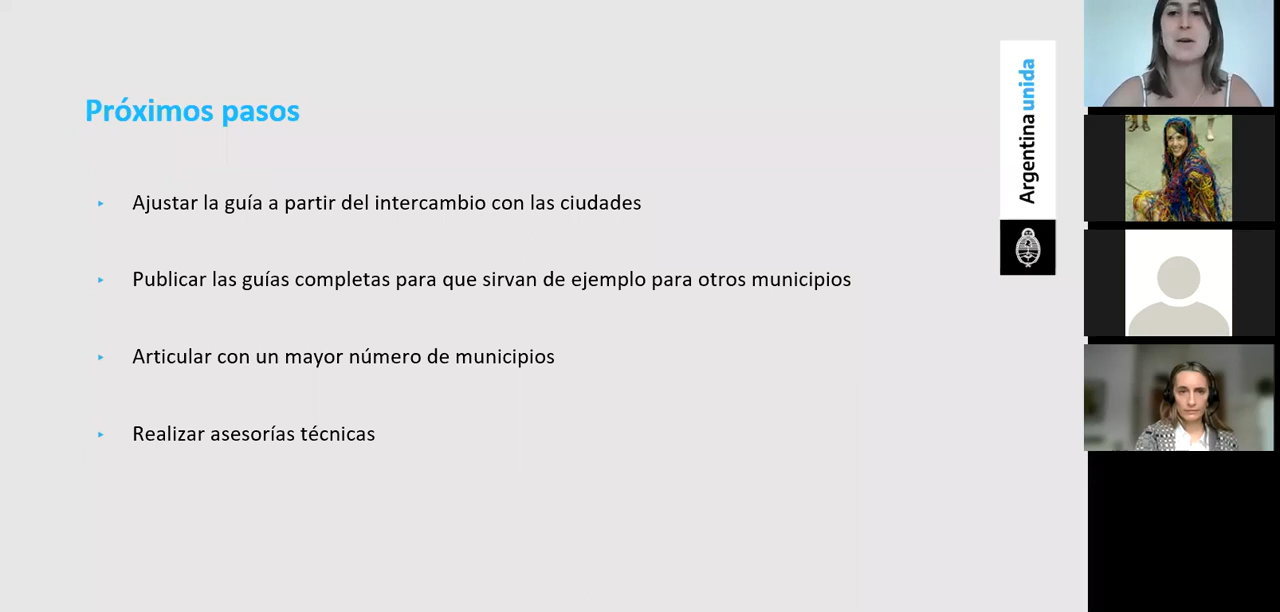 Próximos pasos
Ajustar la guía a partir del intercambio con las ciudades
Publicar las guías completas para que sirvan de ejemplo para otros municipios
Articular con un mayor número de municipios
Realizar asesorías técnicas
Argentina unida